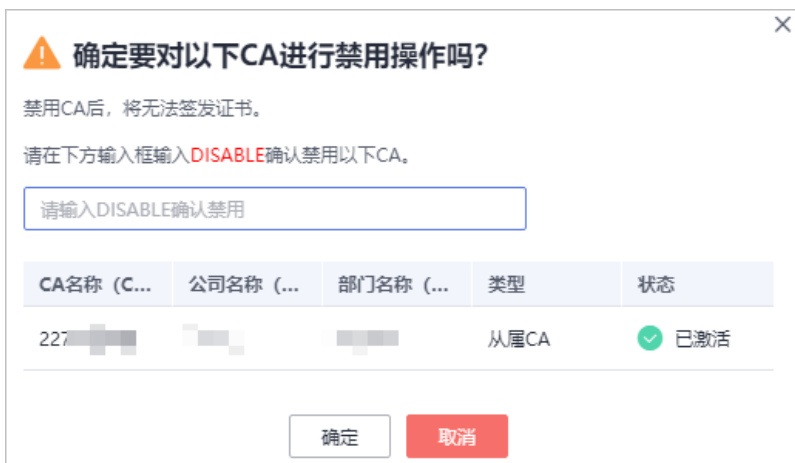 确定要对以下CA进行禁用操作吗？
禁用CA后，将无法签发证书。
请在下方输入框输入DISABLE确认禁用以下CA。
请输入DISABLE确认禁用
CA名称（C... 公司名称（... 部门名称（... 类型 状态
227 从属CA 已激活
确定 取消